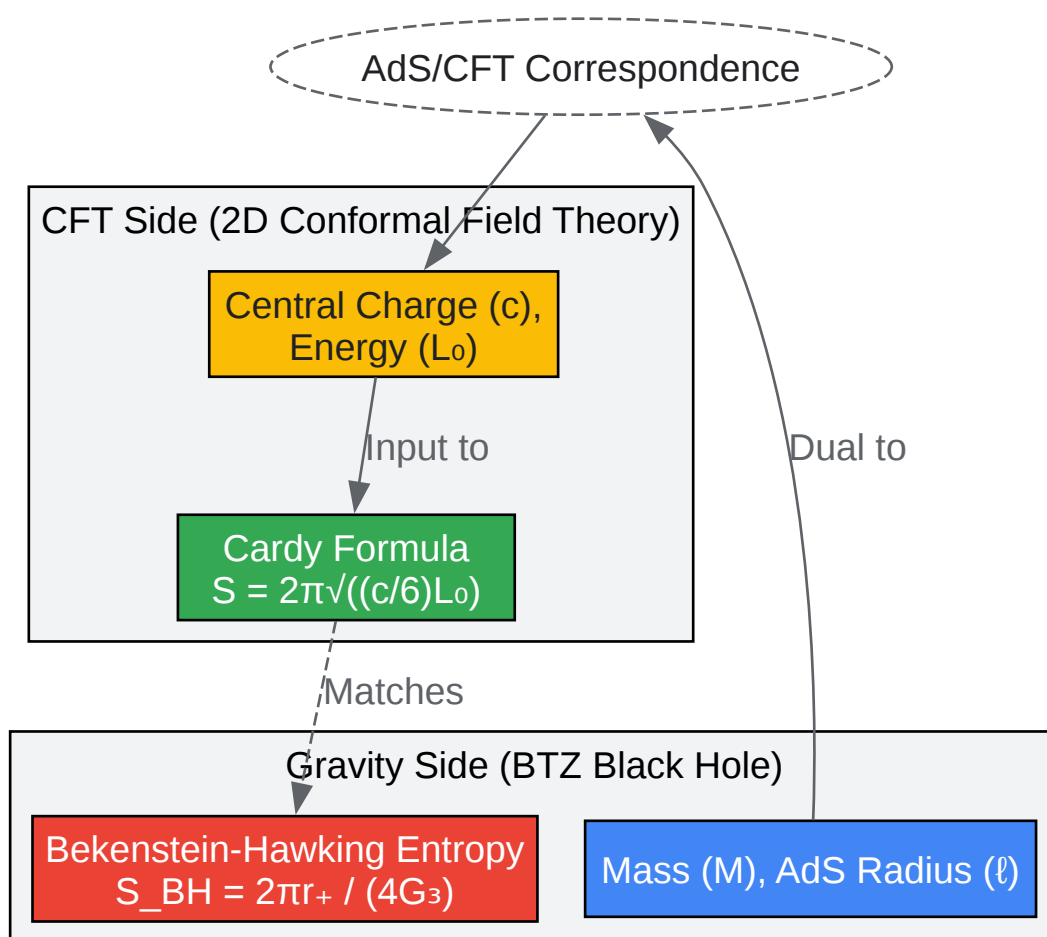 AdS/CFT Correspondence
CFT Side (2D Conformal Field Theory)
Central Charge (c),
Energy (L₀)
Input to
Dual to
Cardy Formula
S = 2π√((c/6)L₀)
Matches
Gravity Side (BTZ Black Hole)
Bekenstein-Hawking Entropy
S_BH = 2πr₊ / (4G₃)
Mass (M), AdS Radius (ℓ)